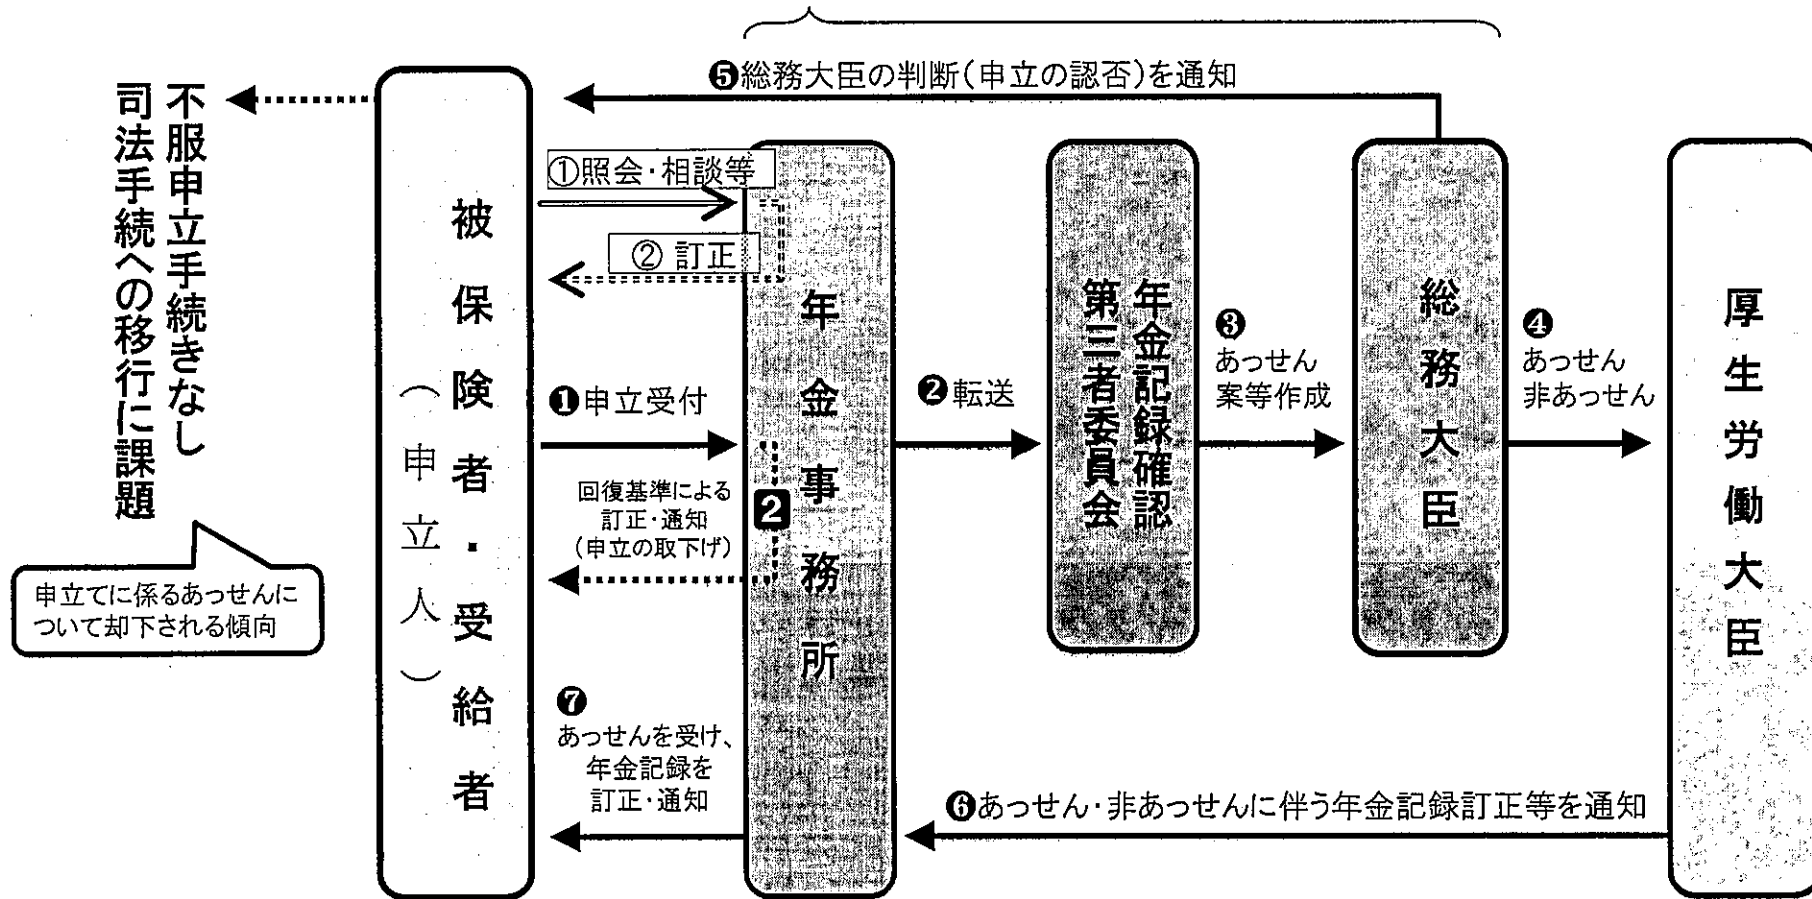 ❺総務大臣の判断(申立の認否)を通知
不服申立手続きなし
司法手続への移行に課題
申立てに係るあっせんに
ついて却下される傾向
被保険者・受給者
(申立人)
①照会・相談等
② 訂正
❶申立受付
回復基準による
訂正・通知
(申立の取下げ)
2
❼
あっせんを受け、
年金記録を
訂正・通知
年金事務所
❷転送
年金記録確認
第三者委員会
❸
あっせん
案等作成
総務大臣
❹
あっせん
非あっせん
厚生労働大臣
❻あっせん・非あっせんに伴う年金記録訂正等を通知